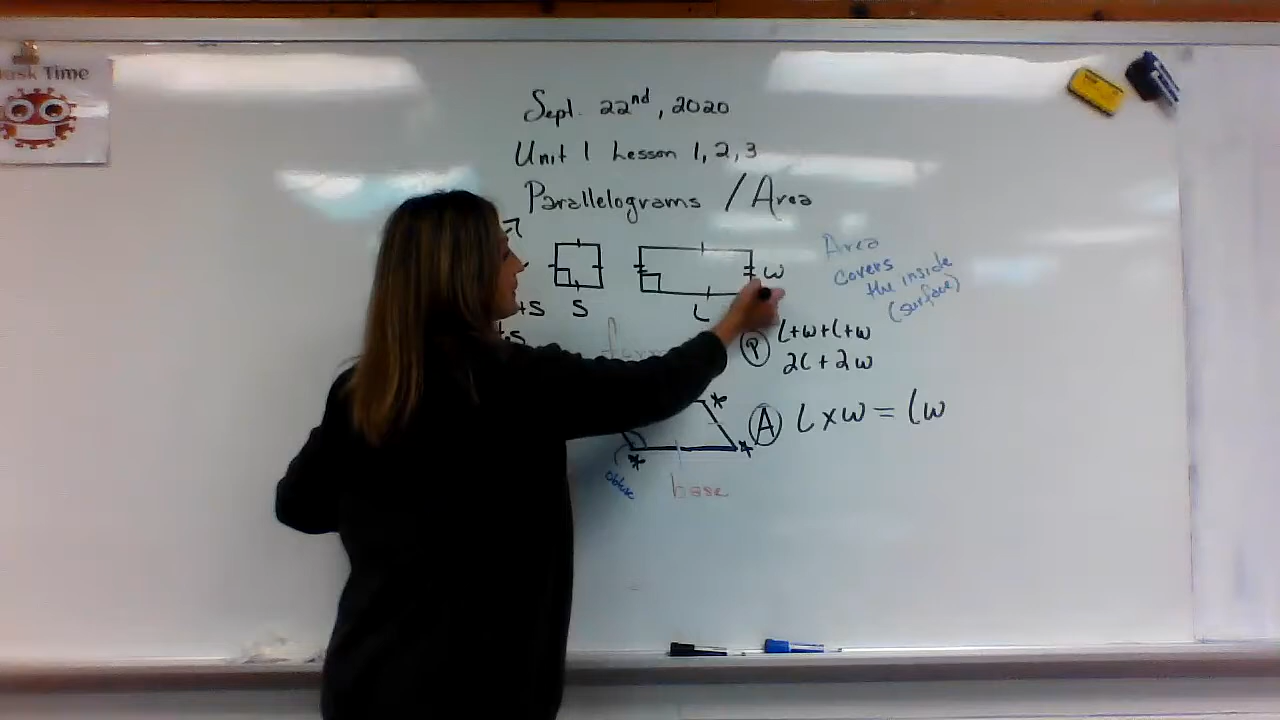 Mask Time
Sept. 22nd, 2020
Unit 1 Lesson 1, 2, 3
Parallelograms / Area
Area
covers
the inside
(surface)
w
+s
S
L
+s
P
L+w+L+w
2L + 2w
A
L x w = Lw
obtuse
base